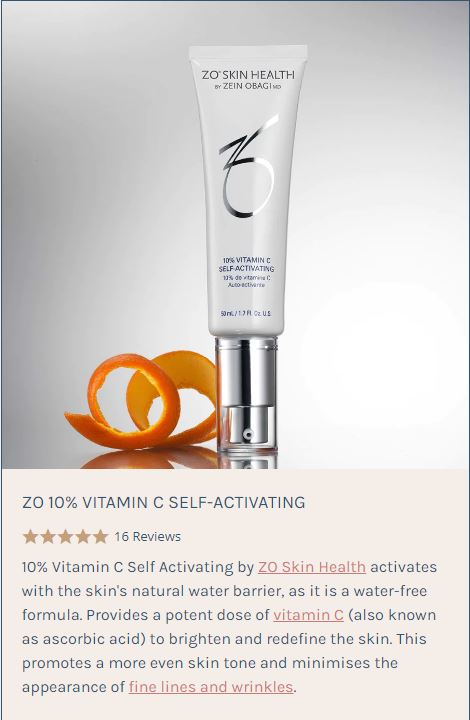 ZO® SKIN HEALTH
BY ZEIN OBAGI MD
10% VITAMIN C
SELF-ACTIVATING
10% de vitamine C
Auto-activante
50 mL / 1.7 Fl. Oz. U.S.
ZO 10% VITAMIN C SELF-ACTIVATING
16 Reviews
10% Vitamin C Self Activating by ZO Skin Health activates
with the skin's natural water barrier, as it is a water-free
formula. Provides a potent dose of vitamin C (also known
as ascorbic acid) to brighten and redefine the skin. This
promotes a more even skin tone and minimises the
appearance of fine lines and wrinkles.